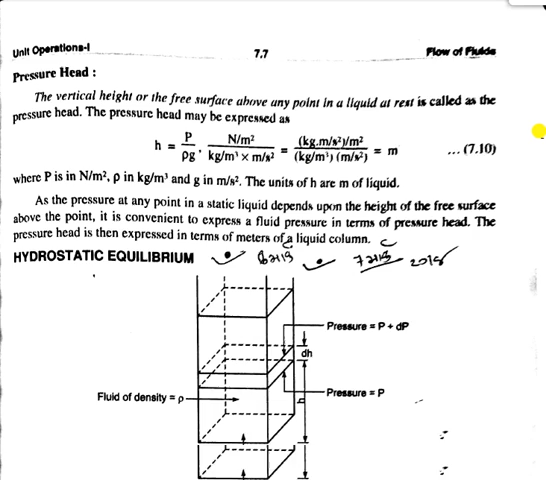 Unit Operations-I 7.7 Flow of Fluids
Pressure Head :
The vertical height or the free surface above any point in a liquid at rest is called as the
pressure head. The pressure head may be expressed as
h = P/ρg, N/m² / kg/m³ × m/s² = (kg.m/s²)/m² / (kg/m³) (m/s²) = m ... (7.10)
where P is in N/m², ρ in kg/m³ and g in m/s². The units of h are m of liquid.
As the pressure at any point in a static liquid depends upon the height of the free surface
above the point, it is convenient to express a fluid pressure in terms of pressure head. The
pressure head is then expressed in terms of meters of a liquid column.
HYDROSTATIC EQUILIBRIUM
Pressure = P + dP
dh
Fluid of density = ρ
Pressure = P
h